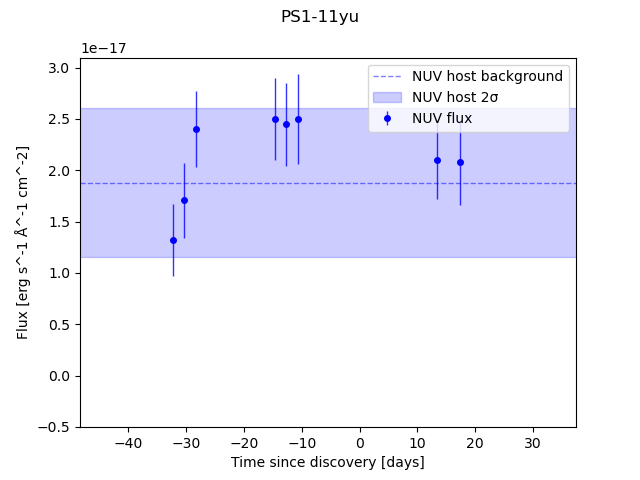 PS1-11yu
1e−17
NUV host background
NUV host 2σ
NUV flux
3.0
2.5
2.0
1.5
1.0
0.5
0.0
−0.5
Flux [erg s^-1 Å^-1 cm^-2]
−40 −30 −20 −10 0 10 20 30
Time since discovery [days]